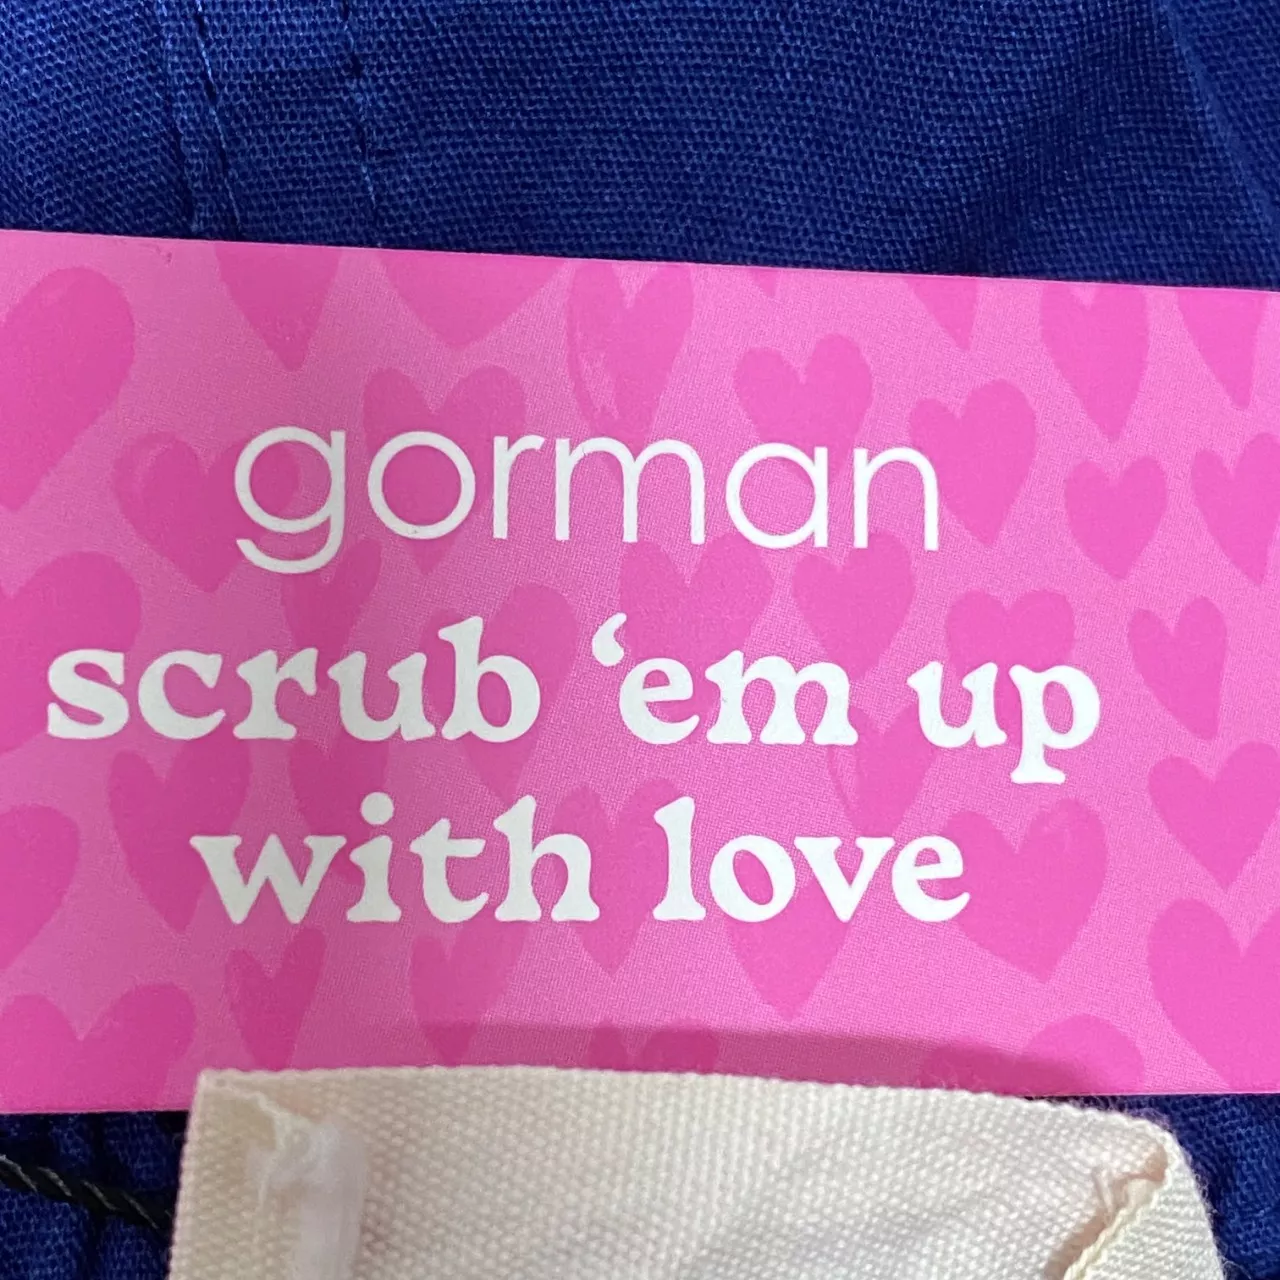 gorman
scrub ‘em up
with love